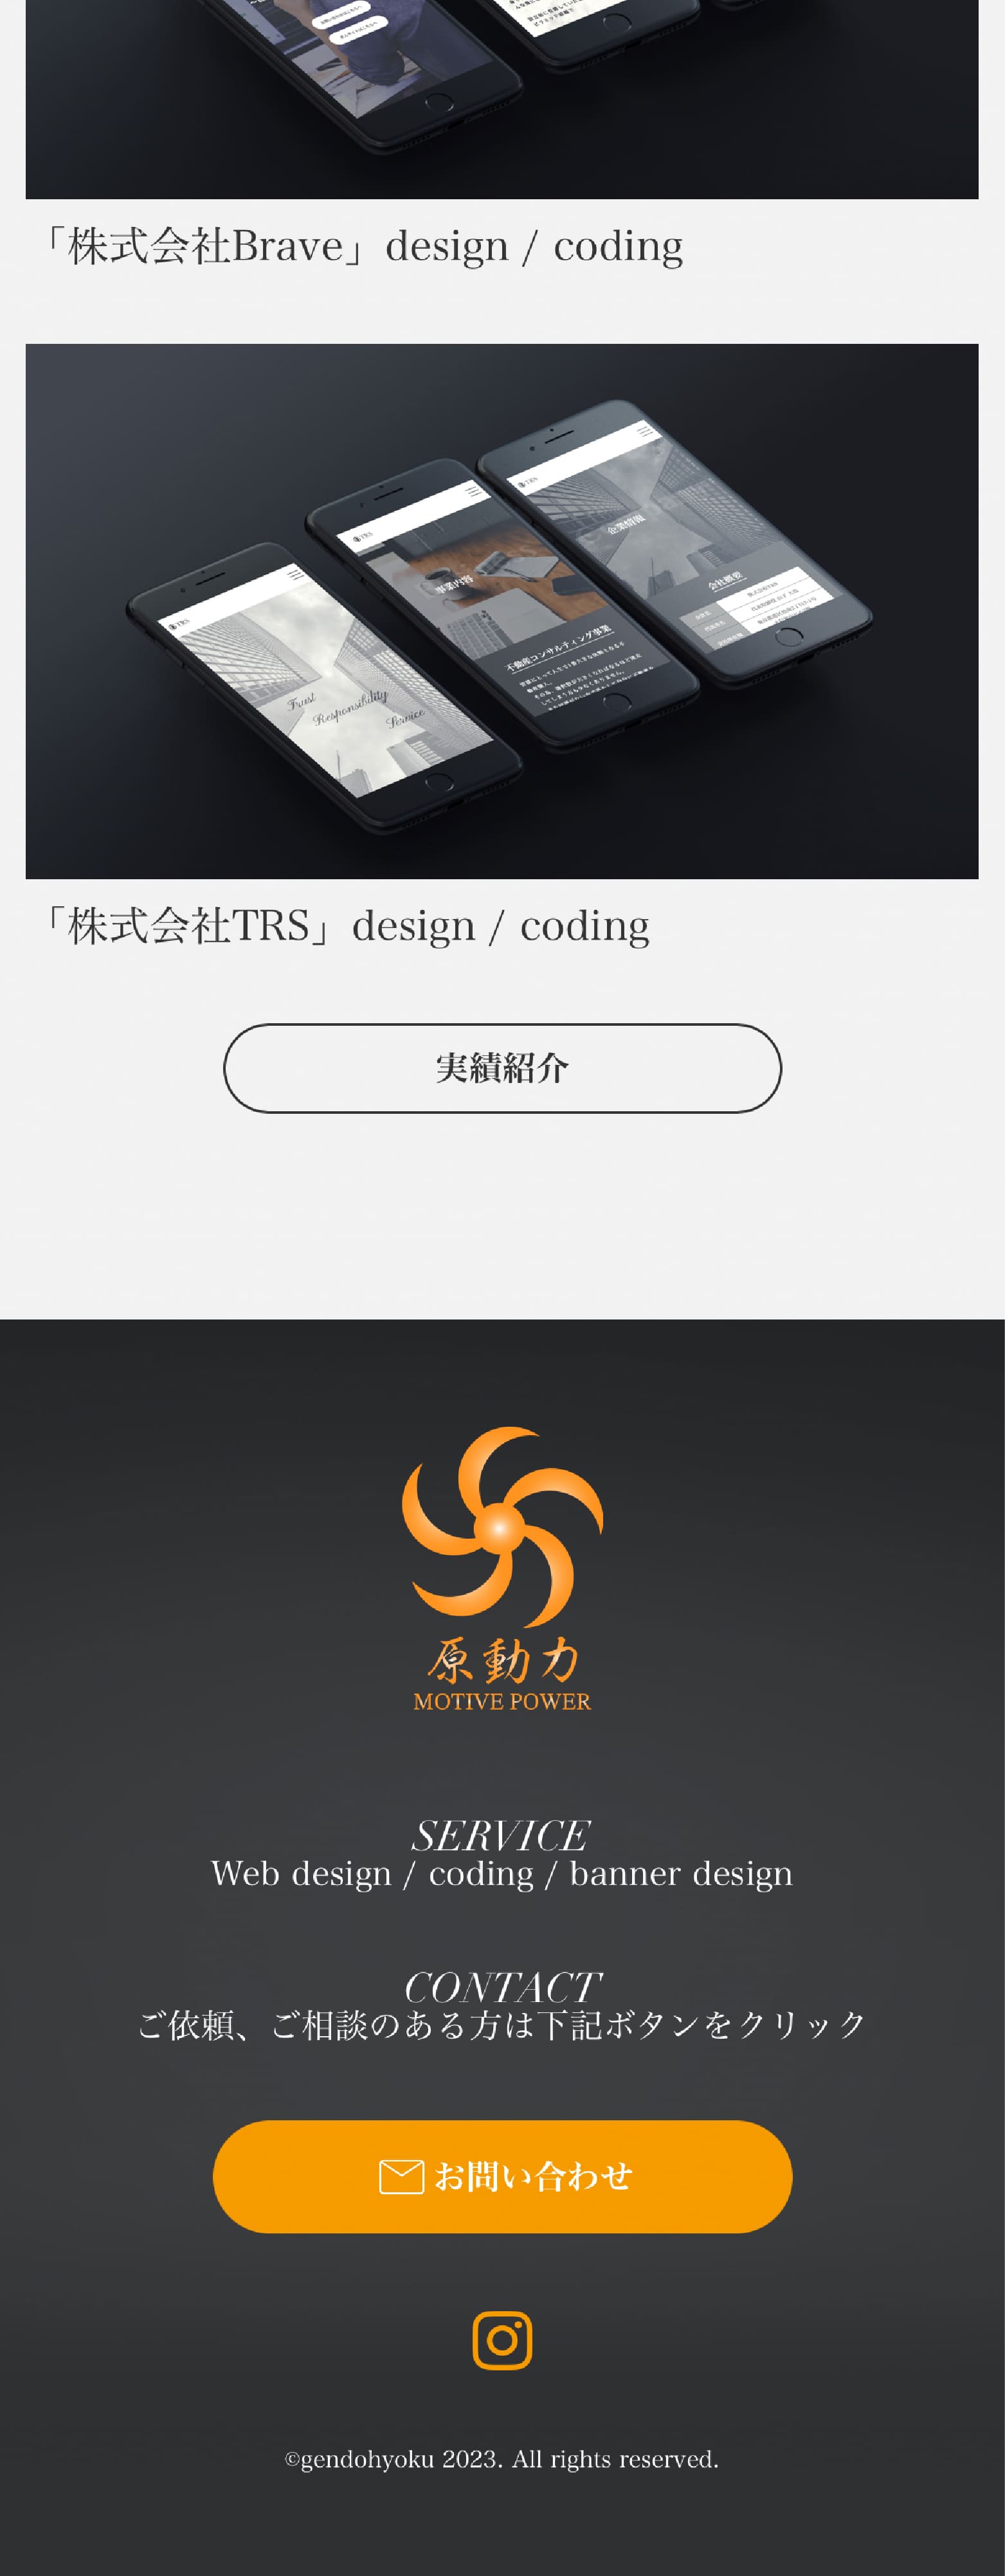 「株式会社Brave」design / coding
TRS
Trust
Responsibility
Service
TRS
事業内容
不動産コンサルティング事業
TRS
企業情報
会社概要
「株式会社TRS」design / coding
実績紹介
原動力
MOTIVE POWER
SERVICE
Web design / coding / banner design
CONTACT
ご依頼、ご相談のある方は下記ボタンをクリック
お問い合わせ
©gendohyoku 2023. All rights reserved.